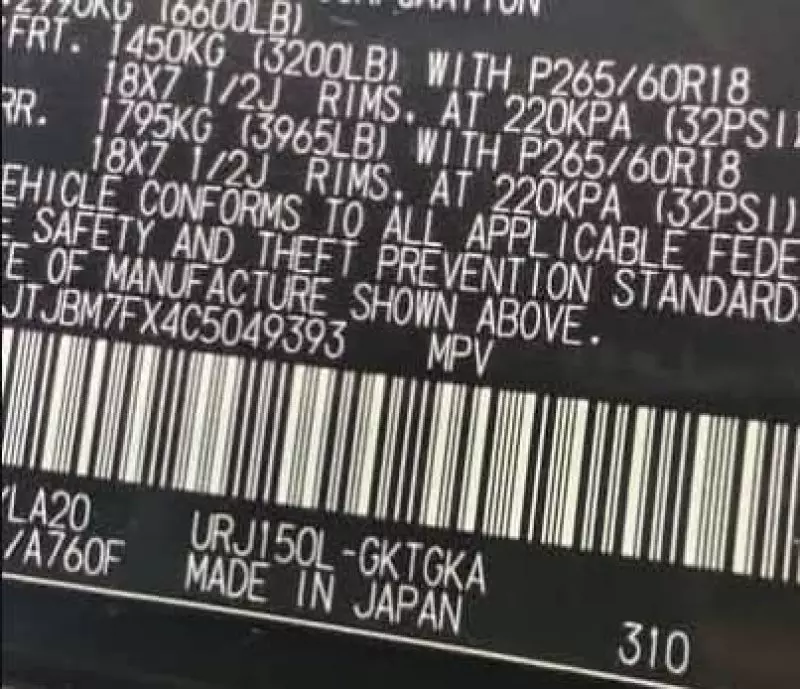 2990KG (6600LB)
FRT. 1450KG (3200LB) WITH P265/60R18
18X7 1/2J RIMS. AT 220KPA (32PSI)
RR. 1795KG (3965LB) WITH P265/60R18
18X7 1/2J RIMS. AT 220KPA (32PSI)
EHICLE CONFORMS TO ALL APPLICABLE FEDE
E SAFETY AND THEFT PREVENTION STANDARD
TE OF MANUFACTURE SHOWN ABOVE.
JTJBM7FX4C5049393 MPV
/LA20
/A760F URJ150L-GKTGKA
MADE IN JAPAN
310